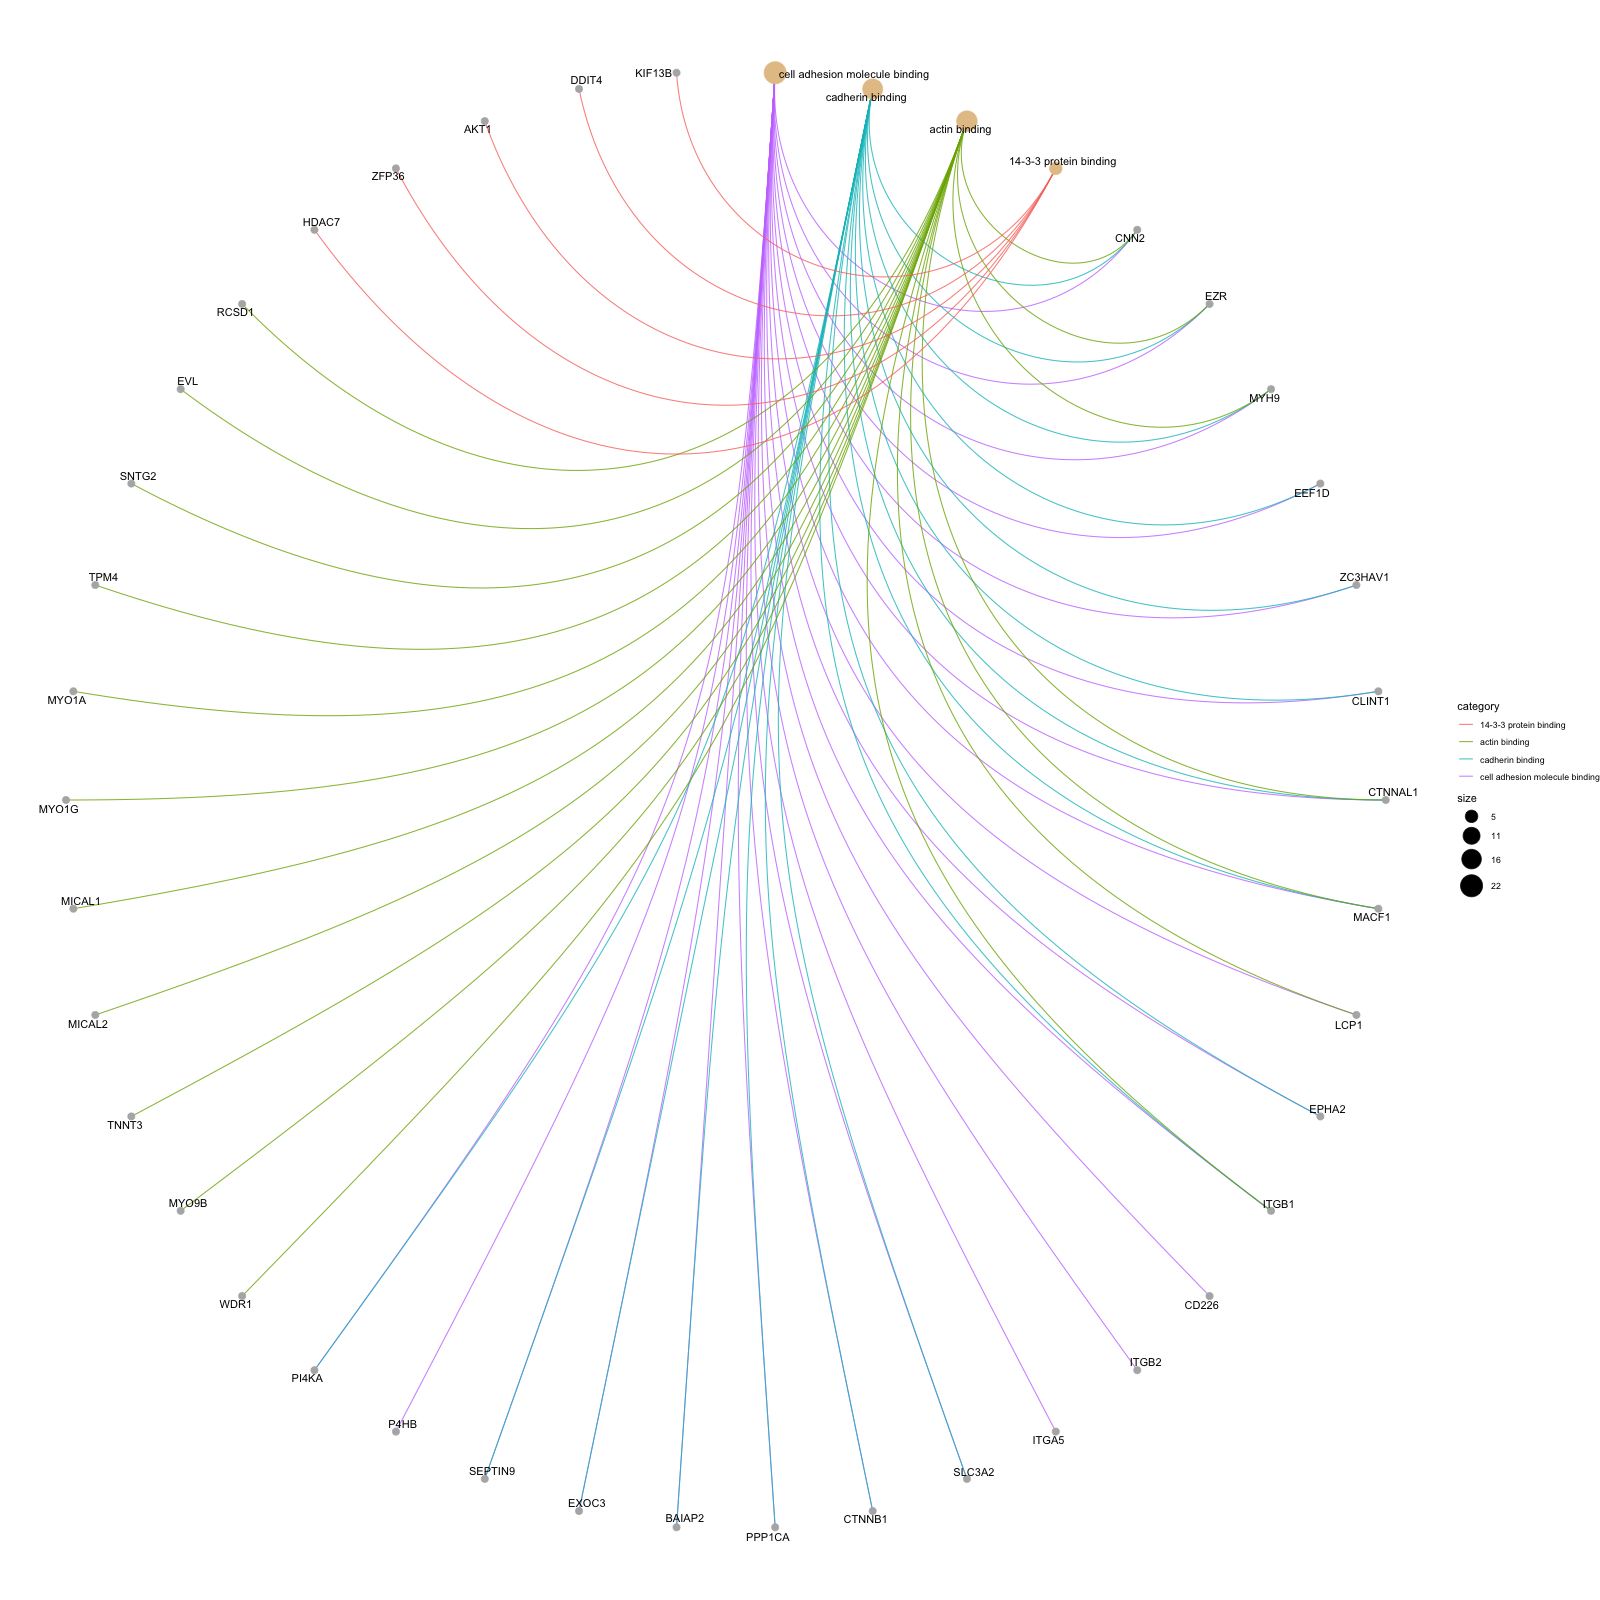 KIF13B
cell adhesion molecule binding
DDIT4
cadherin binding
AKT1
actin binding
14-3-3 protein binding
ZFP36
HDAC7
CNN2
EZR
RCSD1
EVL
MYH9
SNTG2
EEF1D
TPM4
ZC3HAV1
MYO1A
CLINT1
category
14-3-3 protein binding
actin binding
cadherin binding
cell adhesion molecule binding
size
5
11
16
22
CTNNAL1
MYO1G
MICAL1
MACF1
MICAL2
LCP1
EPHA2
TNNT3
MYO9B
ITGB1
WDR1
CD226
ITGB2
PI4KA
P4HB
ITGA5
SEPTIN9
SLC3A2
EXOC3
BAIAP2
CTNNB1
PPP1CA